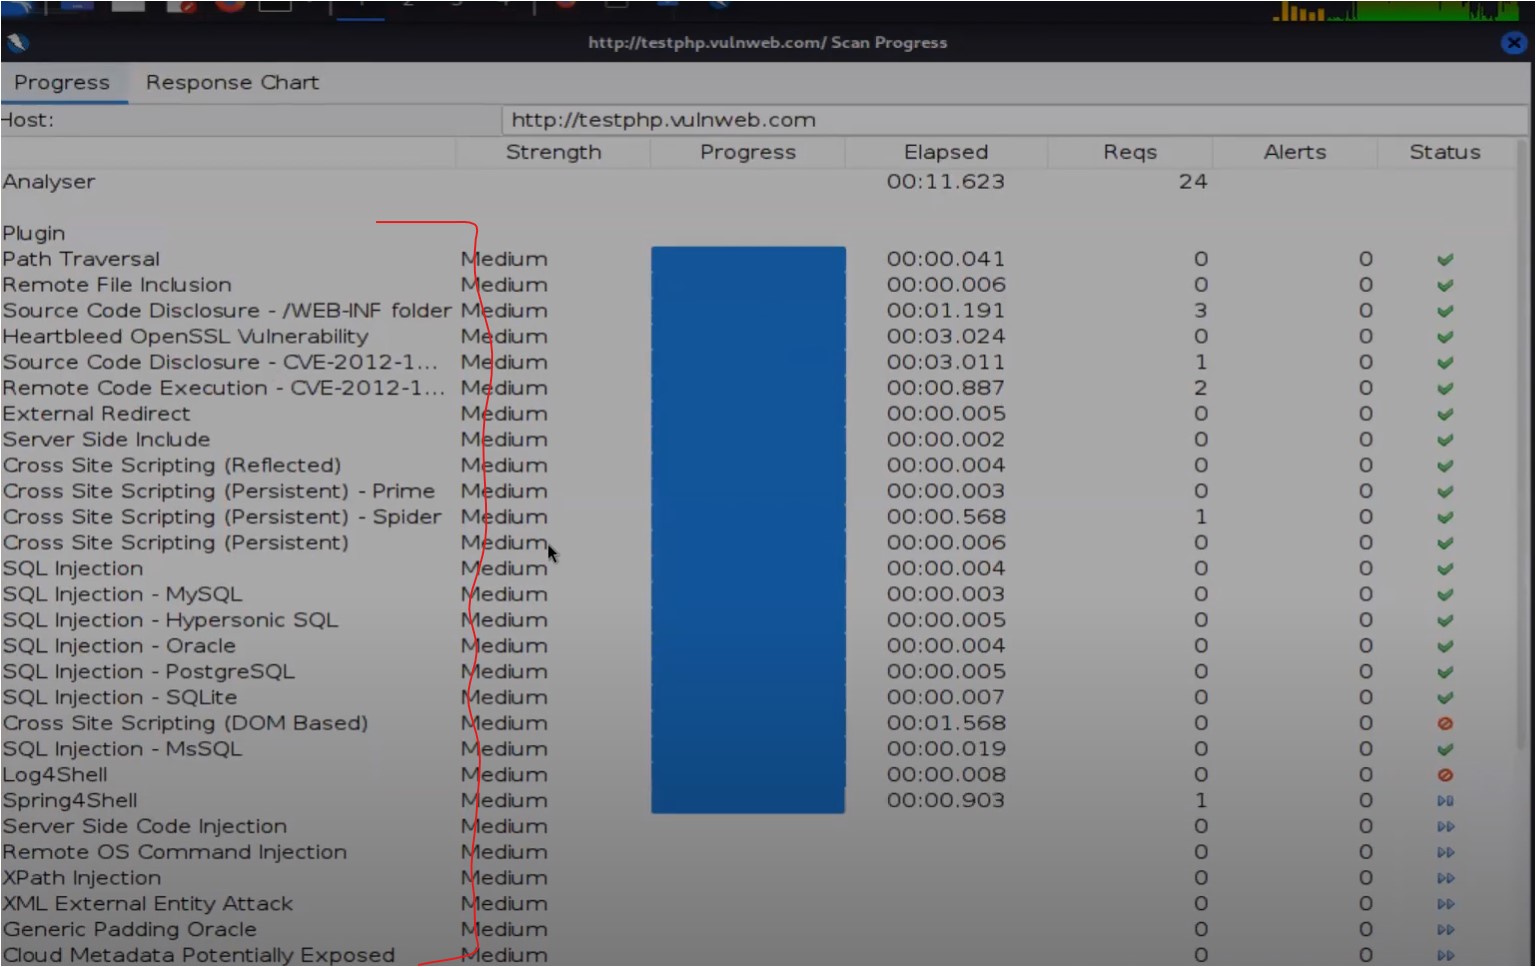 http://testphp.vulnweb.com/ Scan Progress
Progress Response Chart
Host: http://testphp.vulnweb.com
Strength Progress Elapsed Reqs Alerts Status
Analyser 00:11.623 24
Plugin
Path Traversal Medium 00:00.041 0 0
Remote File Inclusion Medium 00:00.006 0 0
Source Code Disclosure - /WEB-INF folder Medium 00:01.191 3 0
Heartbleed OpenSSL Vulnerability Medium 00:03.024 0 0
Source Code Disclosure - CVE-2012-1... Medium 00:03.011 1 0
Remote Code Execution - CVE-2012-1... Medium 00:00.887 2 0
External Redirect Medium 00:00.005 0 0
Server Side Include Medium 00:00.002 0 0
Cross Site Scripting (Reflected) Medium 00:00.004 0 0
Cross Site Scripting (Persistent) - Prime Medium 00:00.003 0 0
Cross Site Scripting (Persistent) - Spider Medium 00:00.568 1 0
Cross Site Scripting (Persistent) Medium 00:00.006 0 0
SQL Injection Medium 00:00.004 0 0
SQL Injection - MySQL Medium 00:00.003 0 0
SQL Injection - Hypersonic SQL Medium 00:00.005 0 0
SQL Injection - Oracle Medium 00:00.004 0 0
SQL Injection - PostgreSQL Medium 00:00.005 0 0
SQL Injection - SQLite Medium 00:00.007 0 0
Cross Site Scripting (DOM Based) Medium 00:01.568 0 0
SQL Injection - MsSQL Medium 00:00.019 0 0
Log4Shell Medium 00:00.008 0 0
Spring4Shell Medium 00:00.903 1 0
Server Side Code Injection Medium 0 0
Remote OS Command Injection Medium 0 0
XPath Injection Medium 0 0
XML External Entity Attack Medium 0 0
Generic Padding Oracle Medium 0 0
Cloud Metadata Potentially Exposed Medium 0 0